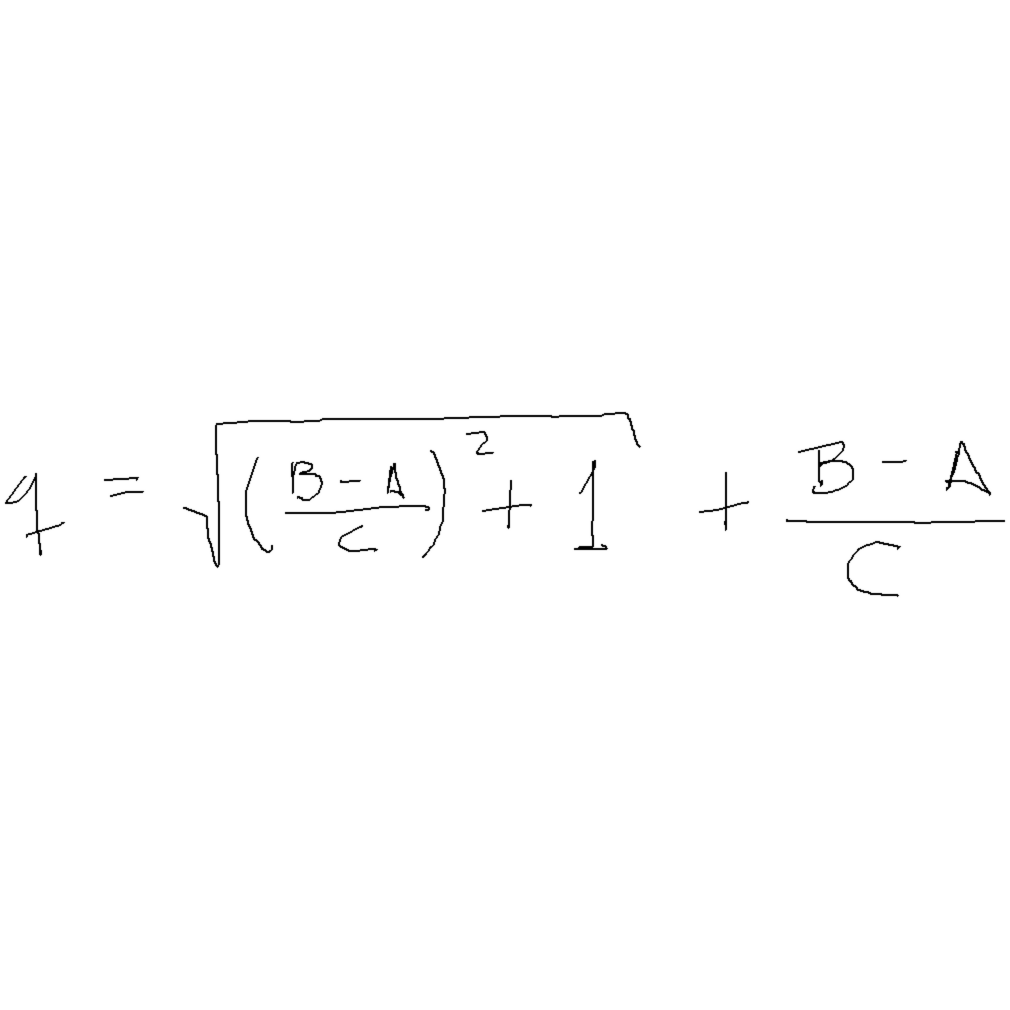 q = √((B - A)/C)² + 1) + (B - A)/C